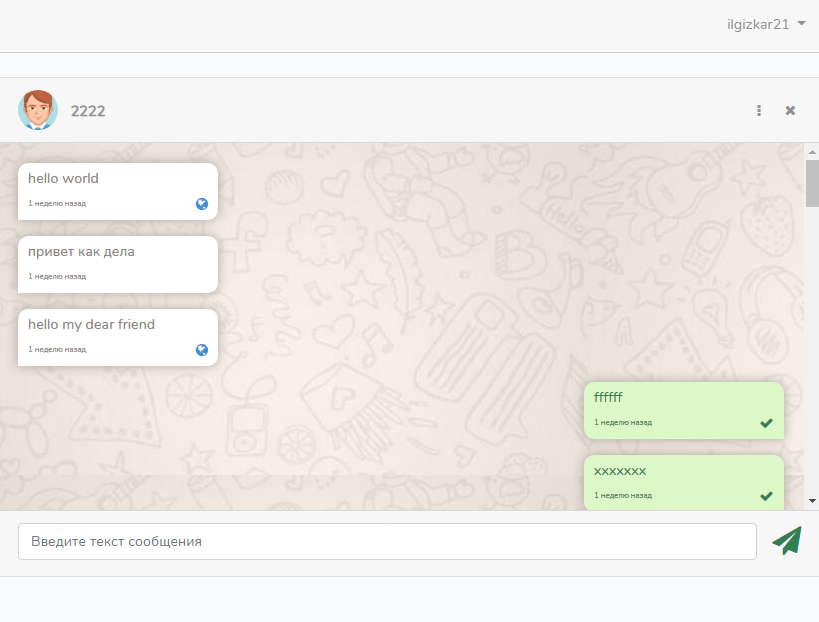 ilgizkar21
2222
hello world
1 неделю назад
привет как дела
1 неделю назад
hello my dear friend
1 неделю назад
ffffff
1 неделю назад
xxxxxxx
1 неделю назад
Введите текст сообщения